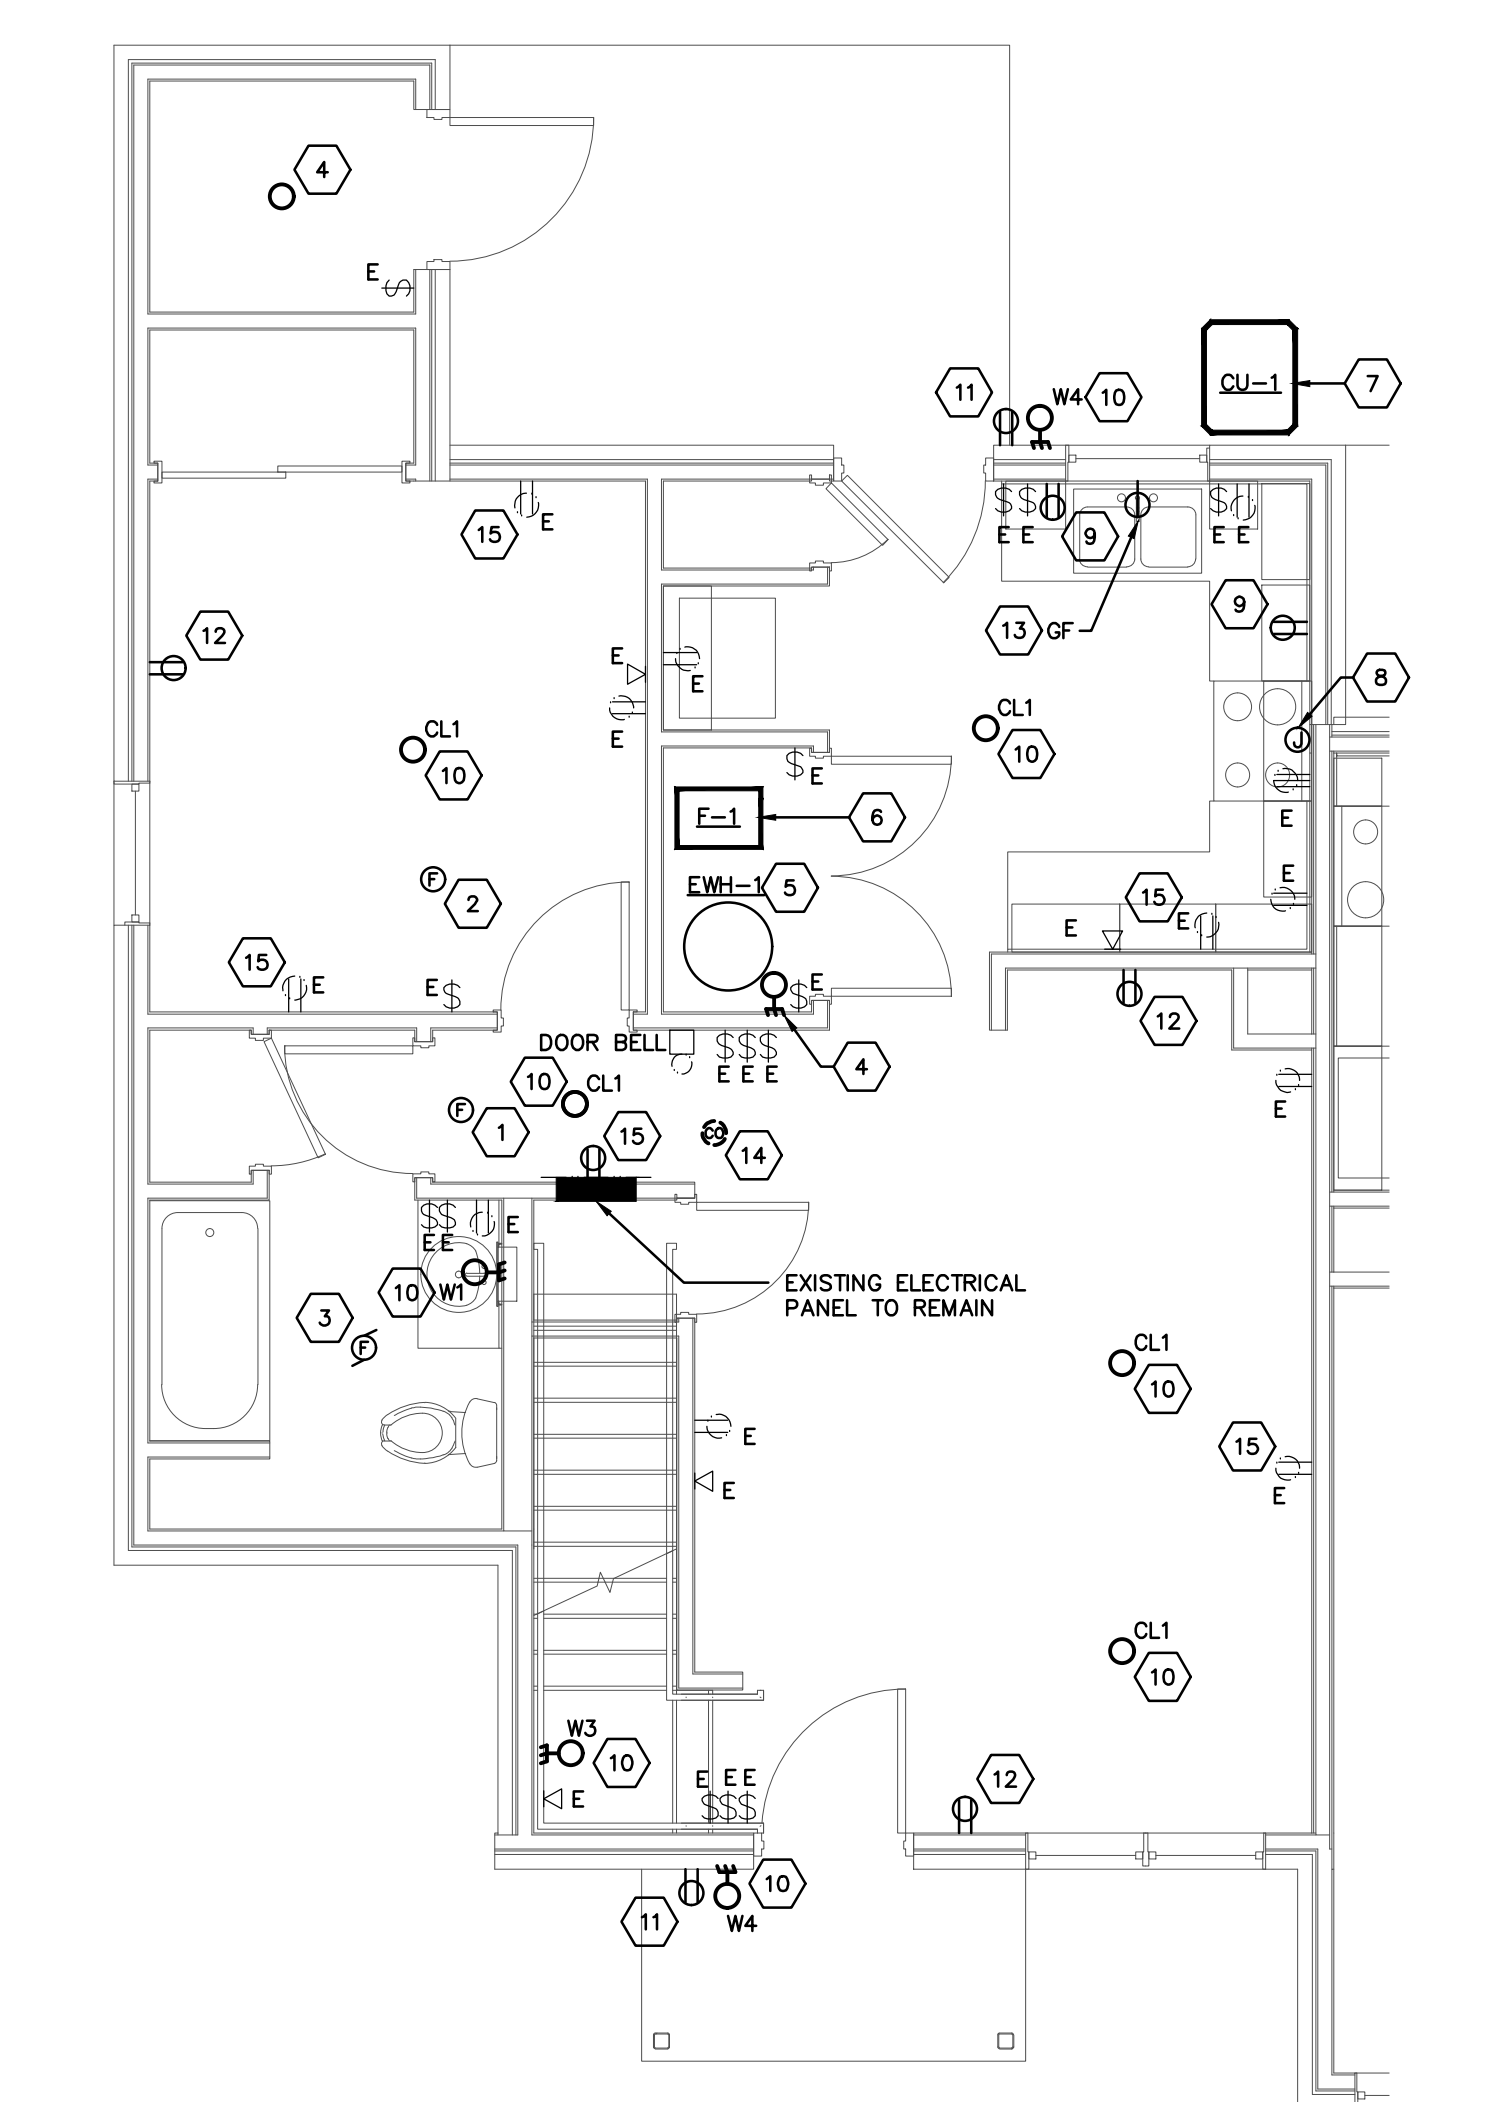 4
E
$
CU-1
7
11
W4
10
15
E
$ $
E E
9
$
E E
12
9
13
GF
E
E
E
8
CL1
10
CL1
10
J
$ E
F-1
6
E
F
2
EWH-1
5
E
15
15
E
E
E
E $
$ E
12
DOOR BELL
$ $ $
E E E
4
10
CL1
E
F
1
15
CO
14
$ $
E E
E
10
W1
EXISTING ELECTRICAL
PANEL TO REMAIN
3
F
CL1
10
E
15
E
E
CL1
10
W3
10
E
E E E
$ $ $
12
10
11
W4